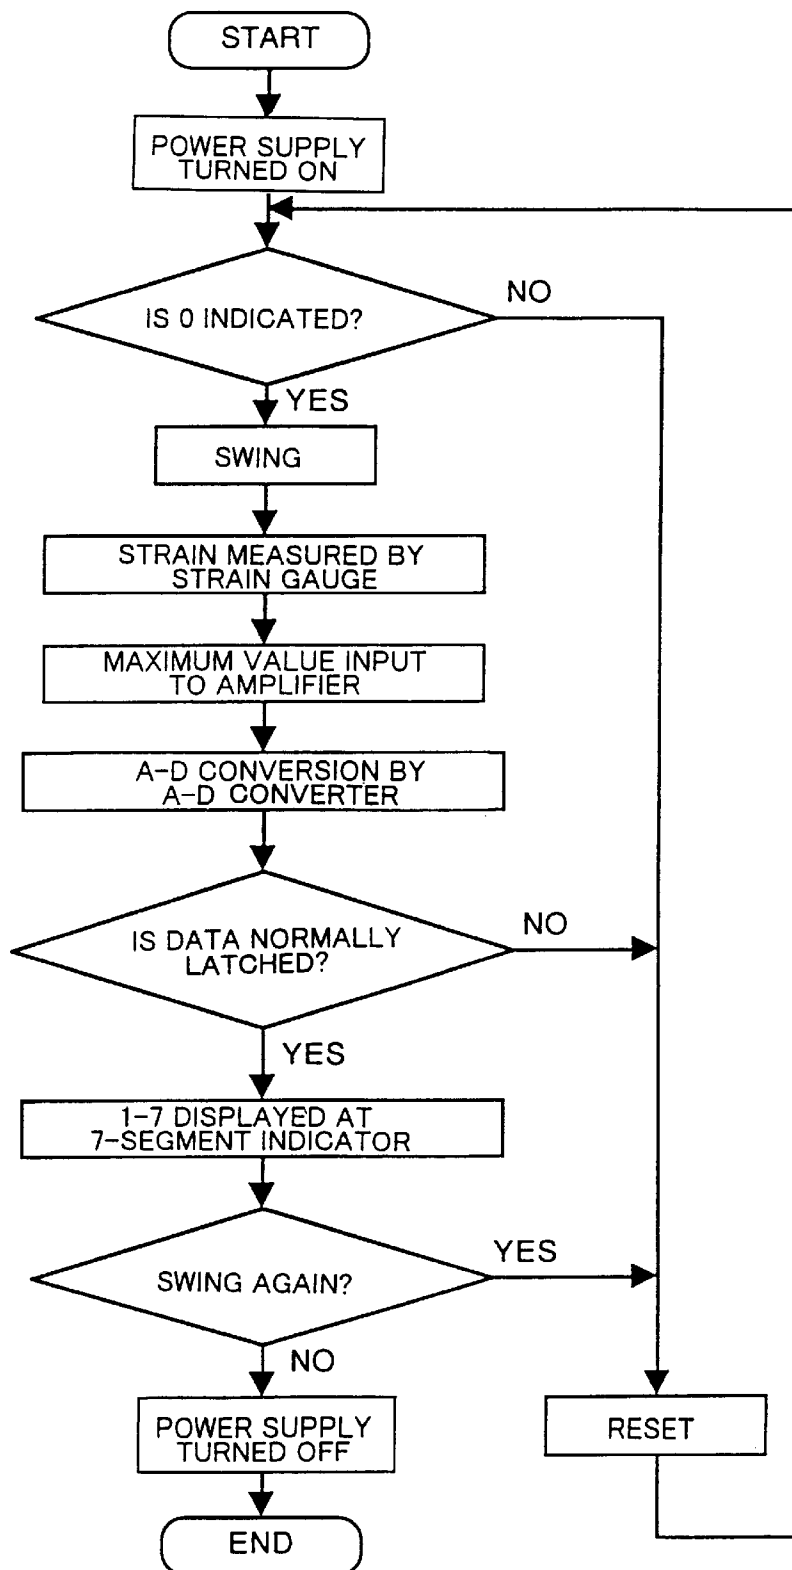 START
POWER SUPPLY
TURNED ON
IS 0 INDICATED?
NO
YES
SWING
STRAIN MEASURED BY
STRAIN GAUGE
MAXIMUM VALUE INPUT
TO AMPLIFIER
A-D CONVERSION BY
A-D CONVERTER
IS DATA NORMALLY
LATCHED?
NO
YES
1-7 DISPLAYED AT
7-SEGMENT INDICATOR
SWING AGAIN?
YES
NO
POWER SUPPLY
TURNED OFF
RESET
END